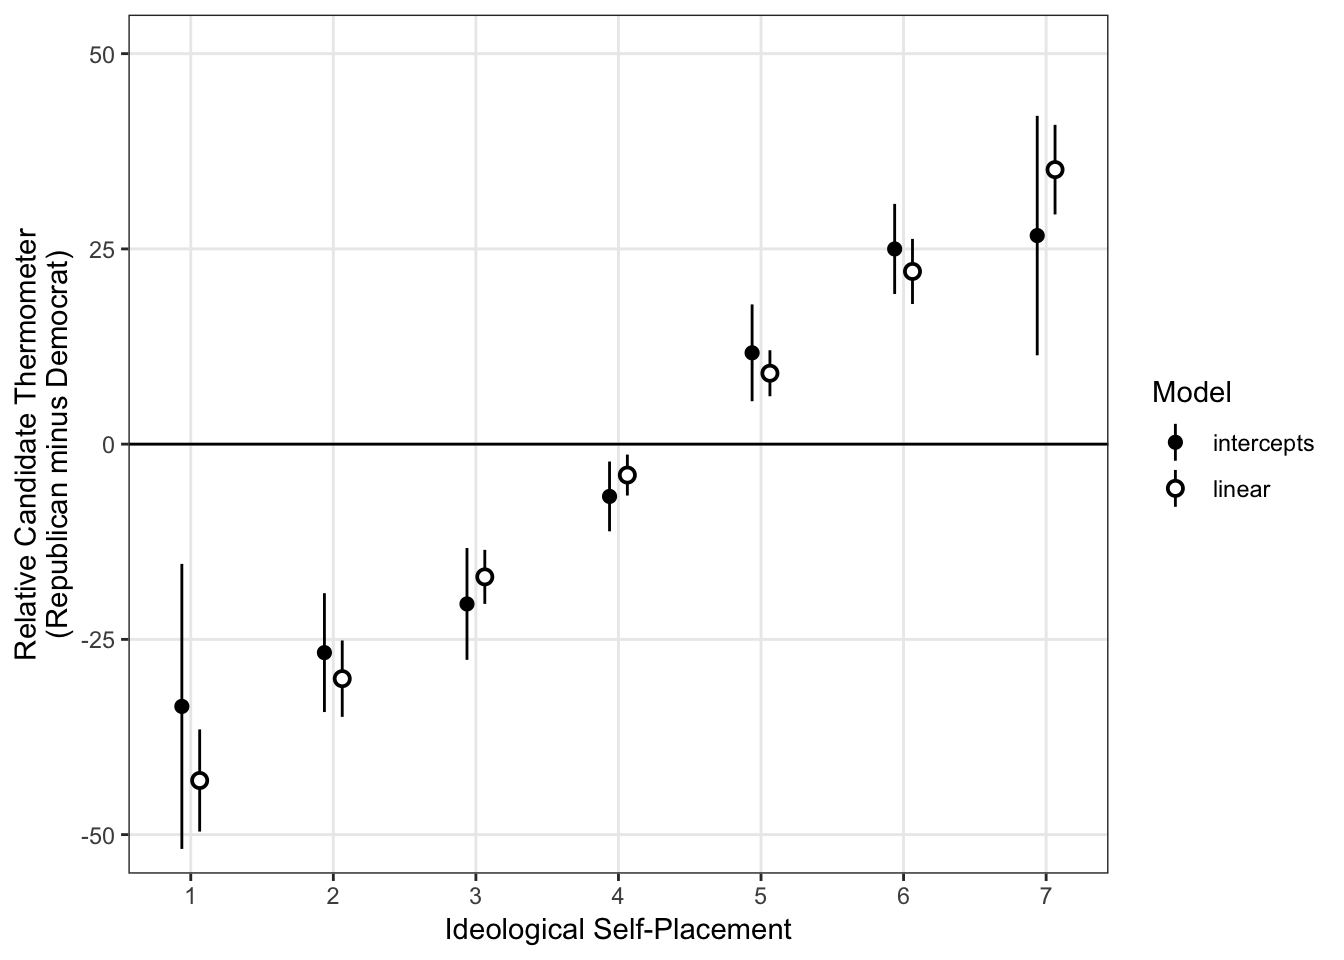 Relative Candidate Thermometer
(Republican minus Democrat)
50
25
0
-25
-50
1 2 3 4 5 6 7
Ideological Self-Placement
Model
intercepts
linear